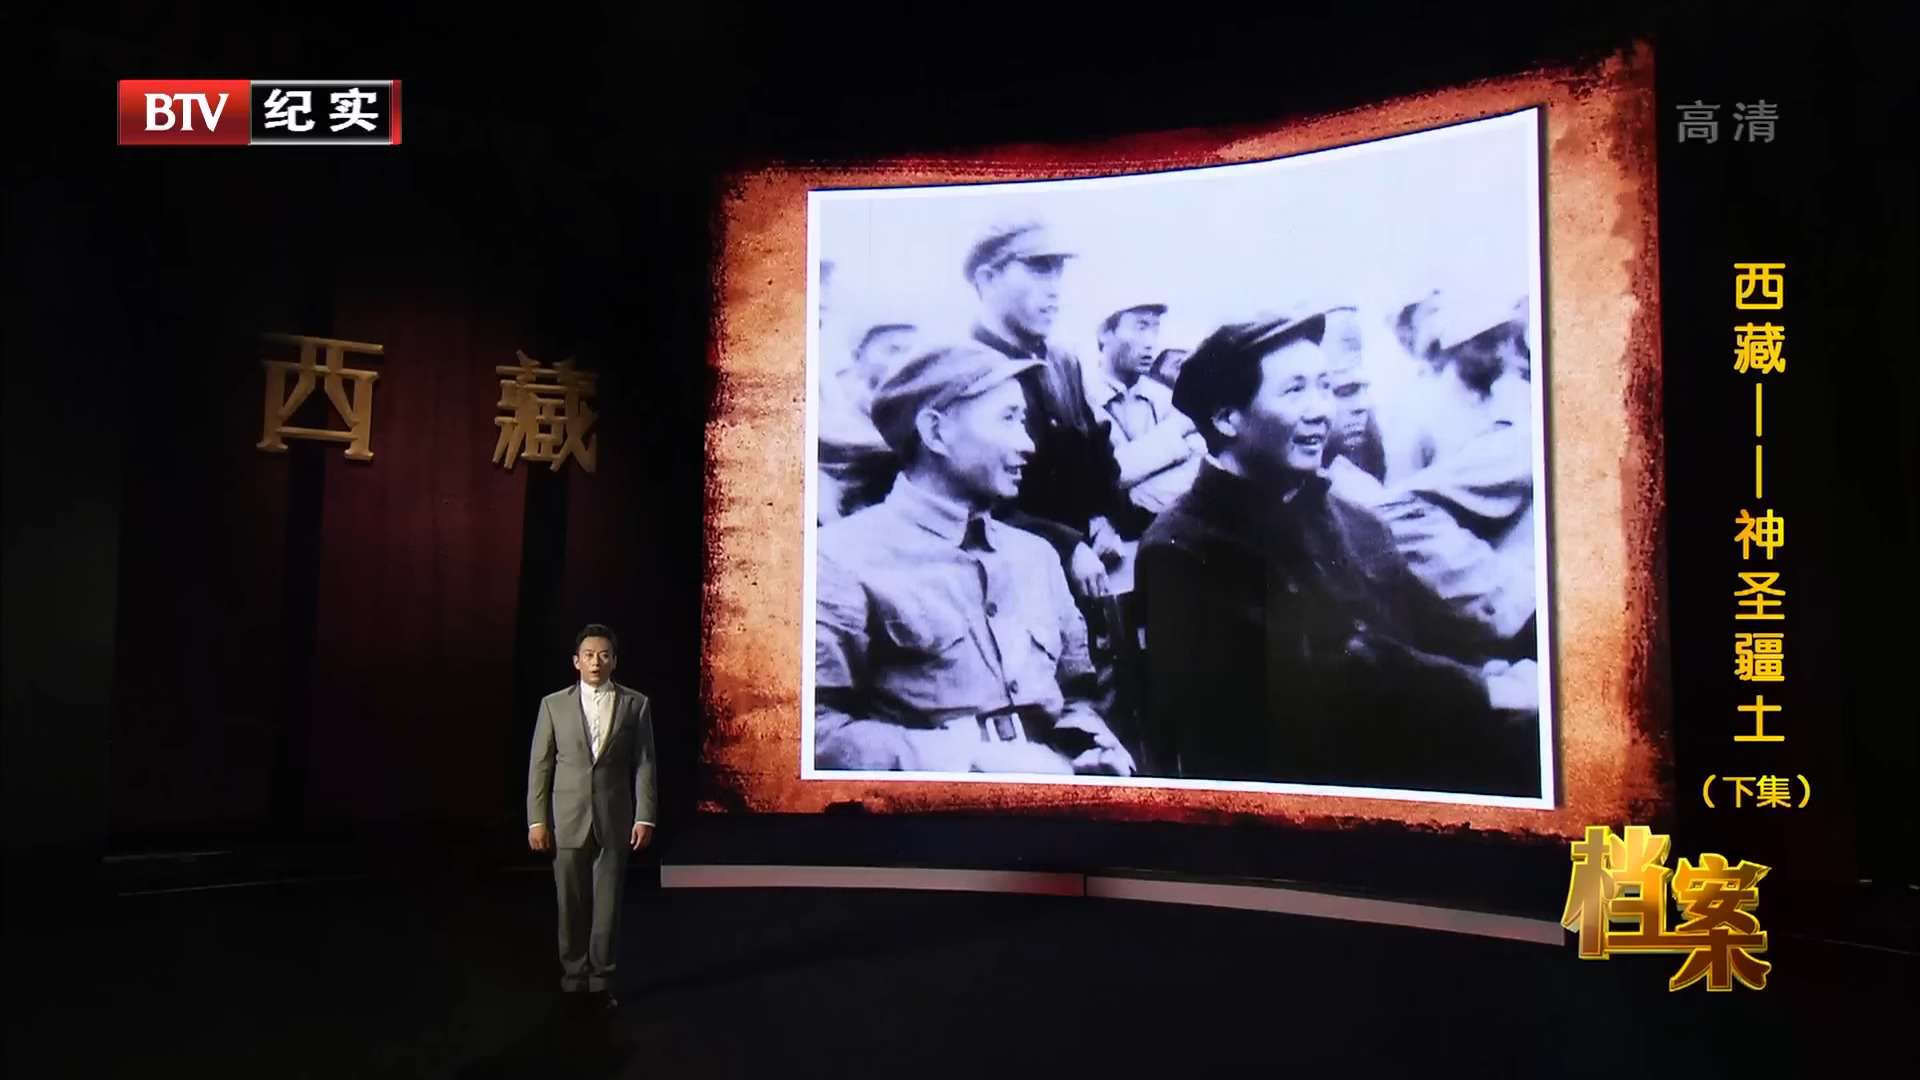 BTV 纪实
高清
西藏
西藏——神圣疆土
（下集）
档案